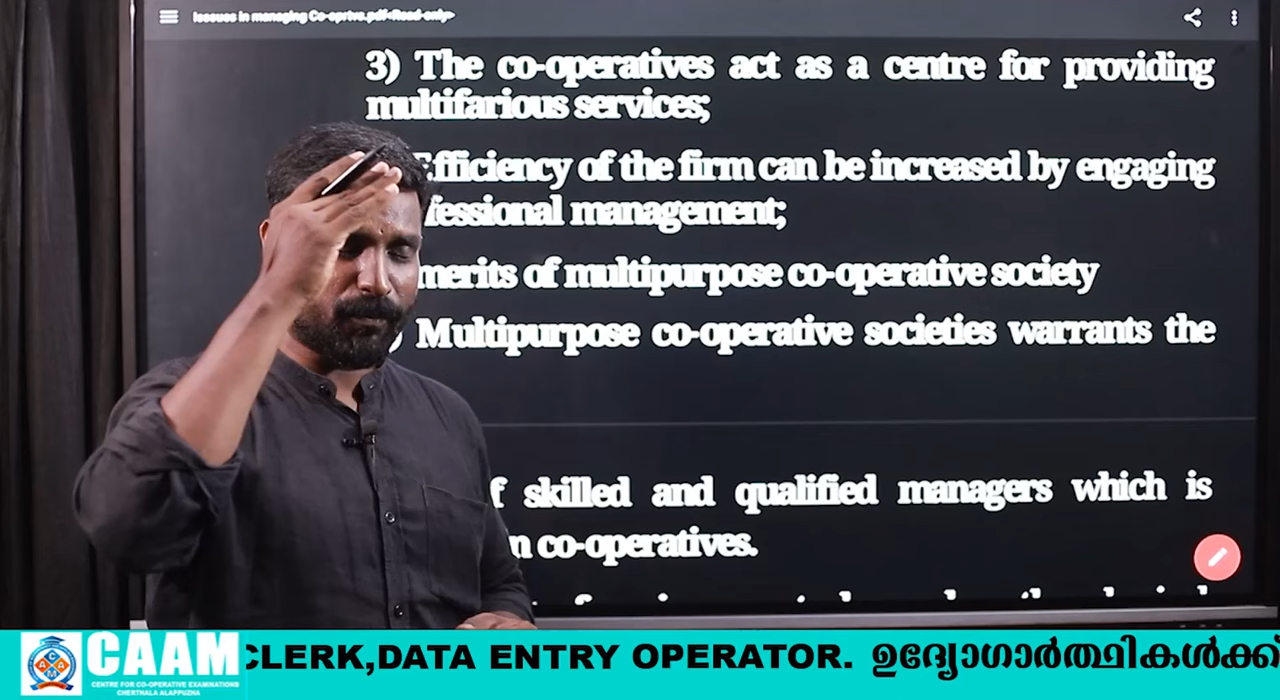 Isssues in managing Co-oprtvs.pdf<Read-only>
3) The co-operatives act as a centre for providing
multifarious services;
Efficiency of the firm can be increased by engaging
fessional management;
merits of multipurpose co-operative society
) Multipurpose co-operative societies warrants the
f skilled and qualified managers which is
n co-operatives.
CAAM
CENTRE FOR CO-OPERATIVE EXAMINATIONS
CHERTHALA ALAPPUZHA
CLERK,DATA ENTRY OPERATOR. ഉദ്യോഗാർത്ഥികൾക്ക്